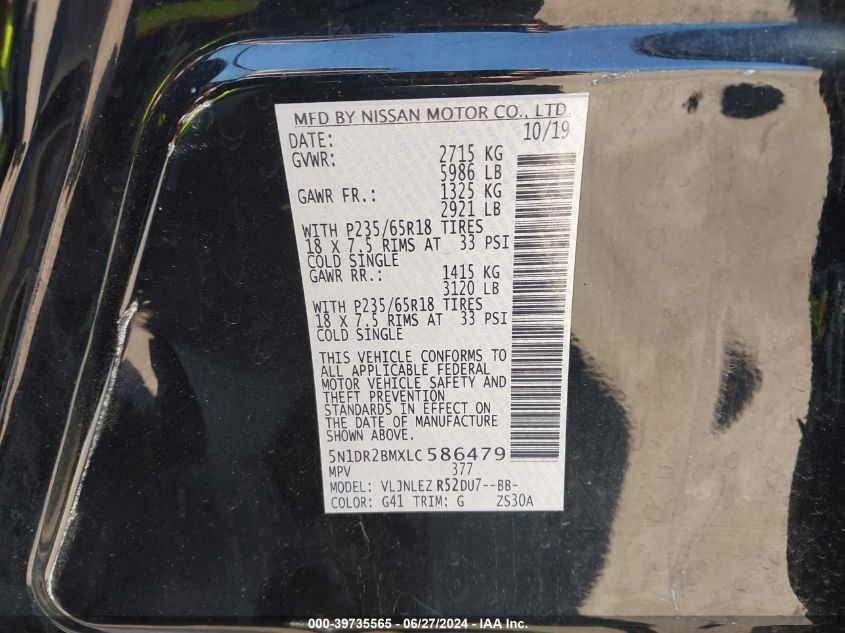 MFD BY NISSAN MOTOR CO., LTD.
DATE: 10/19
GVWR: 2715 KG
5986 LB
GAWR FR.: 1325 KG
2921 LB
WITH P235/65R18 TIRES
18 X 7.5 RIMS AT 33 PSI
COLD SINGLE
GAWR RR.: 1415 KG
3120 LB
WITH P235/65R18 TIRES
18 X 7.5 RIMS AT 33 PSI
COLD SINGLE
THIS VEHICLE CONFORMS TO
ALL APPLICABLE FEDERAL
MOTOR VEHICLE SAFETY AND
THEFT PREVENTION
STANDARDS IN EFFECT ON
THE DATE OF MANUFACTURE
SHOWN ABOVE
5N1DR2BMXLC586479
MPV 377
MODEL: VLJNLEZ R52DU7--BB-
COLOR: G41 TRIM: G ZS30A
000-39735565 - 06/27/2024 - IAA Inc.